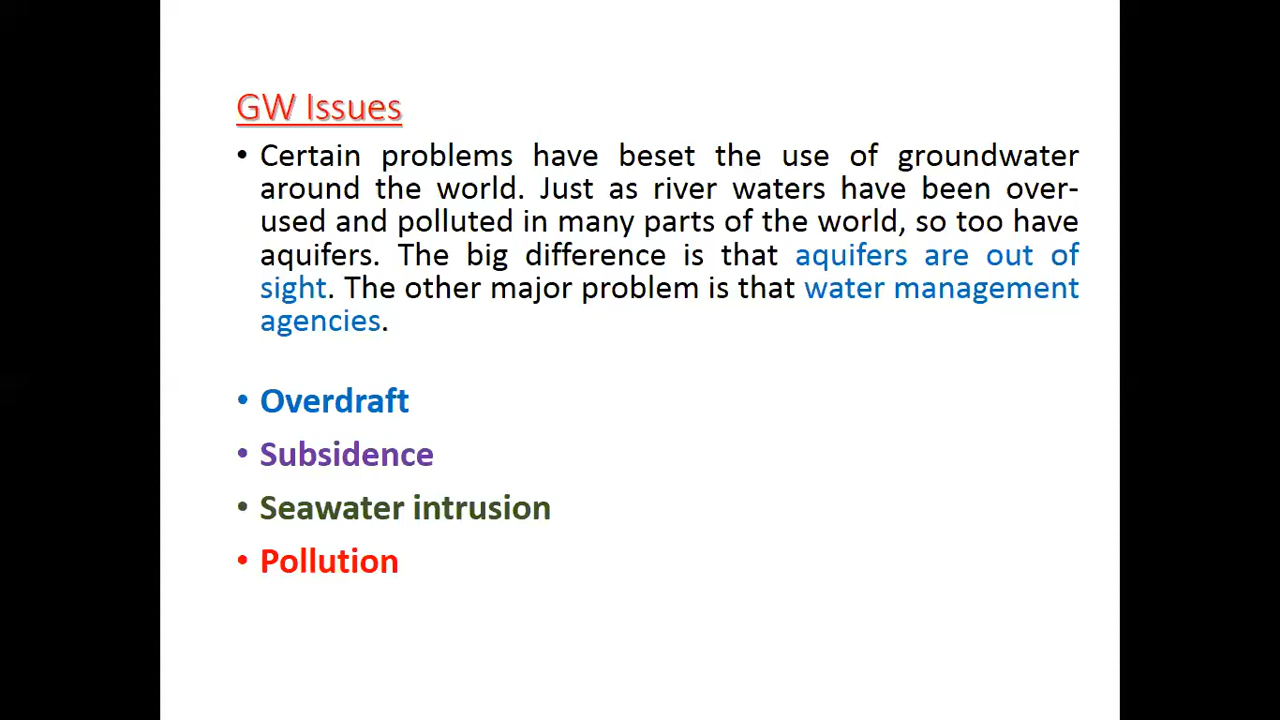 GW Issues
• Certain problems have beset the use of groundwater
around the world. Just as river waters have been over-
used and polluted in many parts of the world, so too have
aquifers. The big difference is that aquifers are out of
sight. The other major problem is that water management
agencies.
• Overdraft
• Subsidence
• Seawater intrusion
• Pollution